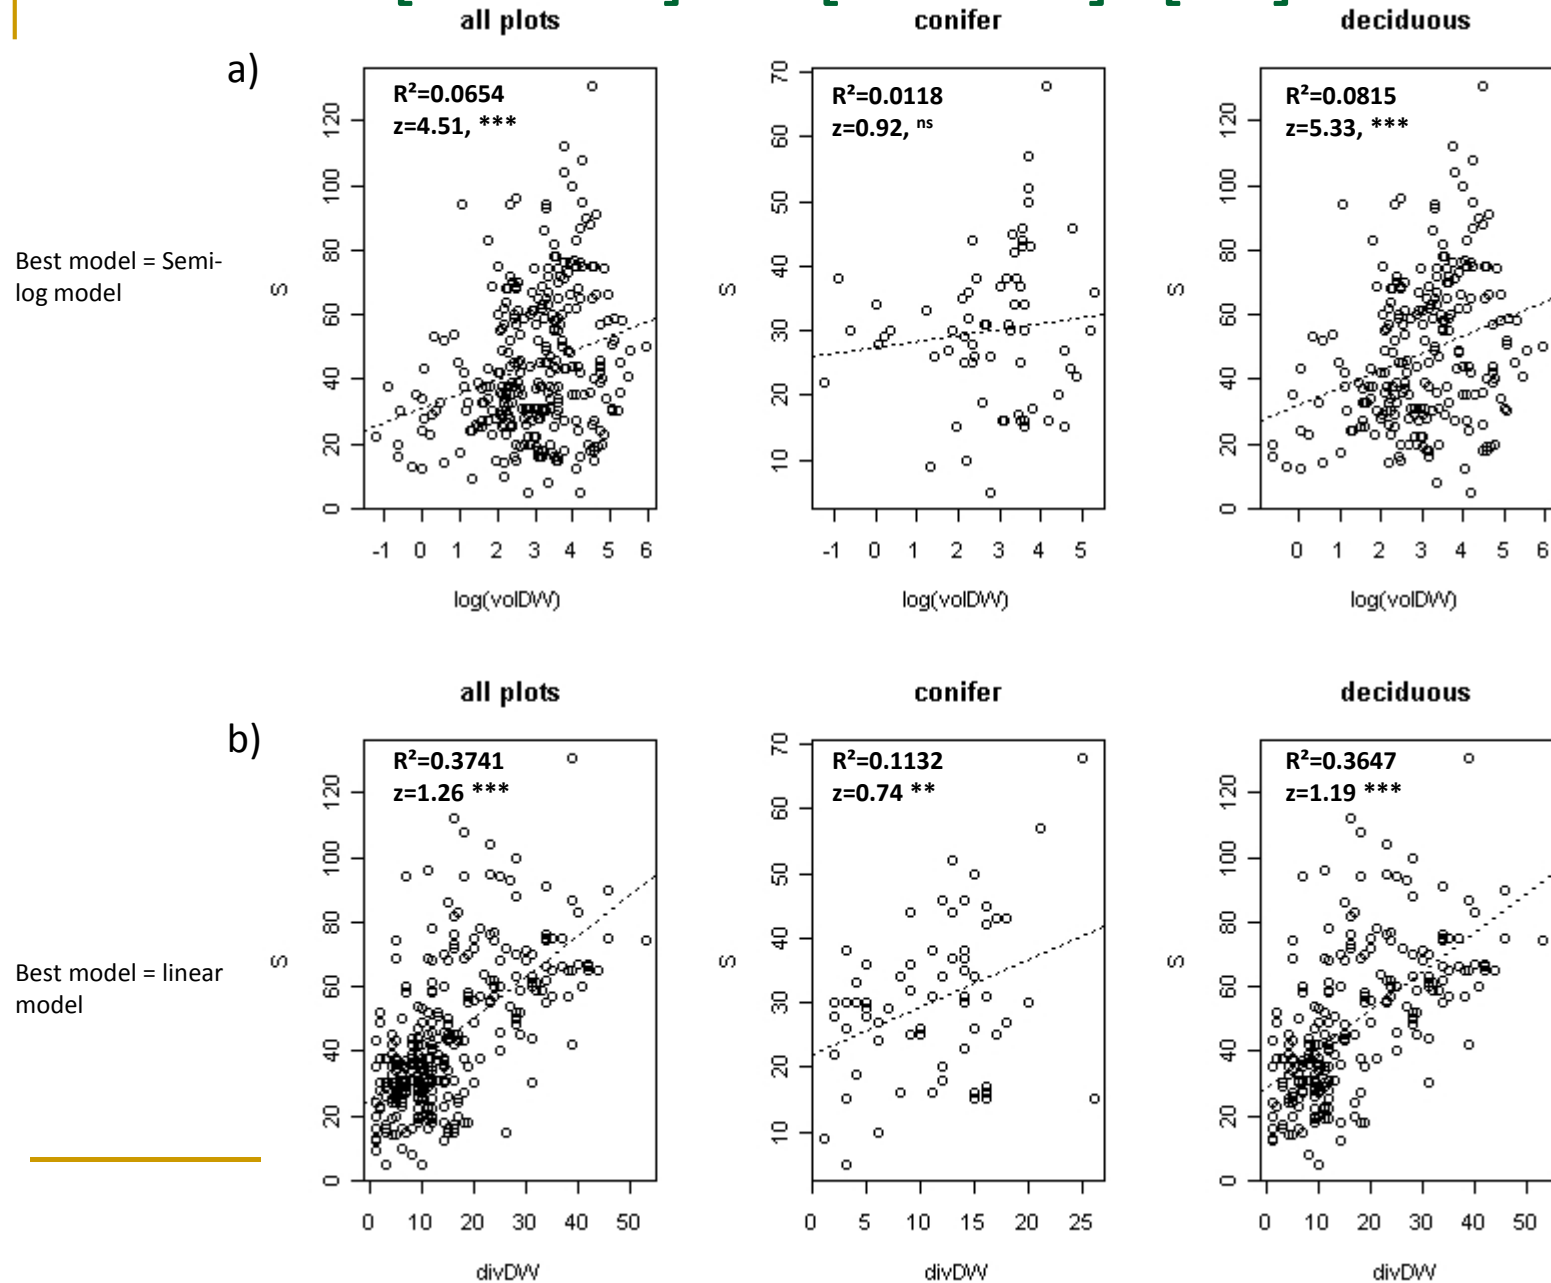 all plots
conifer
deciduous
a)
R²=0.0654
z=4.51, ***
R²=0.0118
z=0.92, ns
R²=0.0815
z=5.33, ***
Best model = Semi-
log model
S
0 20 40 60 80 100 120
S
10 20 30 40 50 60 70
S
0 20 40 60 80 100 120
-1 0 1 2 3 4 5 6
-1 0 1 2 3 4 5
0 1 2 3 4 5 6
log(volDW)
log(volDW)
log(volDW)
all plots
conifer
deciduous
b)
R²=0.3741
z=1.26 ***
R²=0.1132
z=0.74 **
R²=0.3647
z=1.19 ***
Best model = linear
model
S
0 20 40 60 80 100 120
S
10 20 30 40 50 60 70
S
0 20 40 60 80 100 120
0 10 20 30 40 50
0 5 10 15 20 25
0 10 20 30 40 50
divDW
divDW
divDW